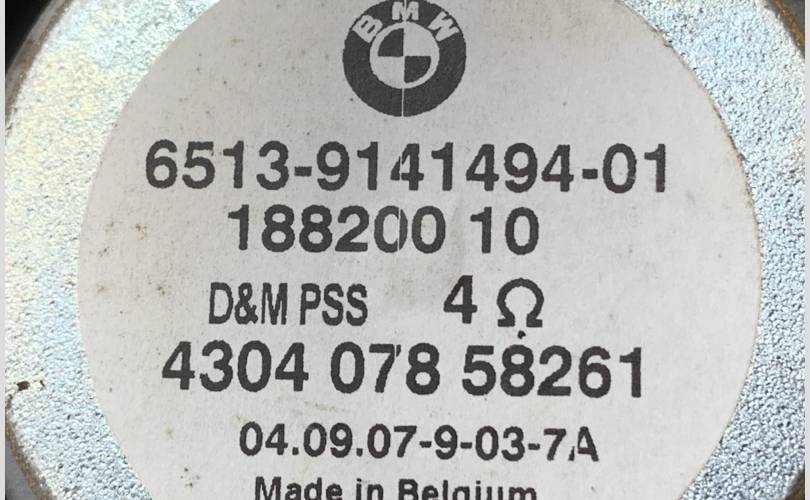 BMW
6513-9141494-01
188200 10
D&M PSS 4 Ω
4304 078 58261
04.09.07-9-03-7A
Made in Belgium